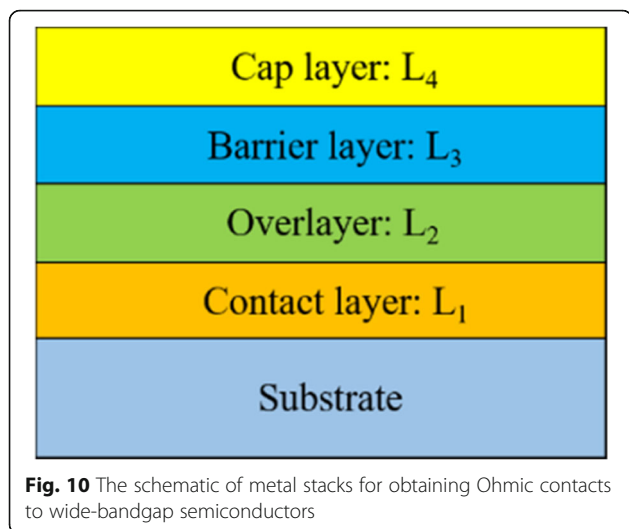 Cap layer: L₄
Barrier layer: L₃
Overlayer: L₂
Contact layer: L₁
Substrate
Fig. 10 The schematic of metal stacks for obtaining Ohmic contacts
to wide-bandgap semiconductors